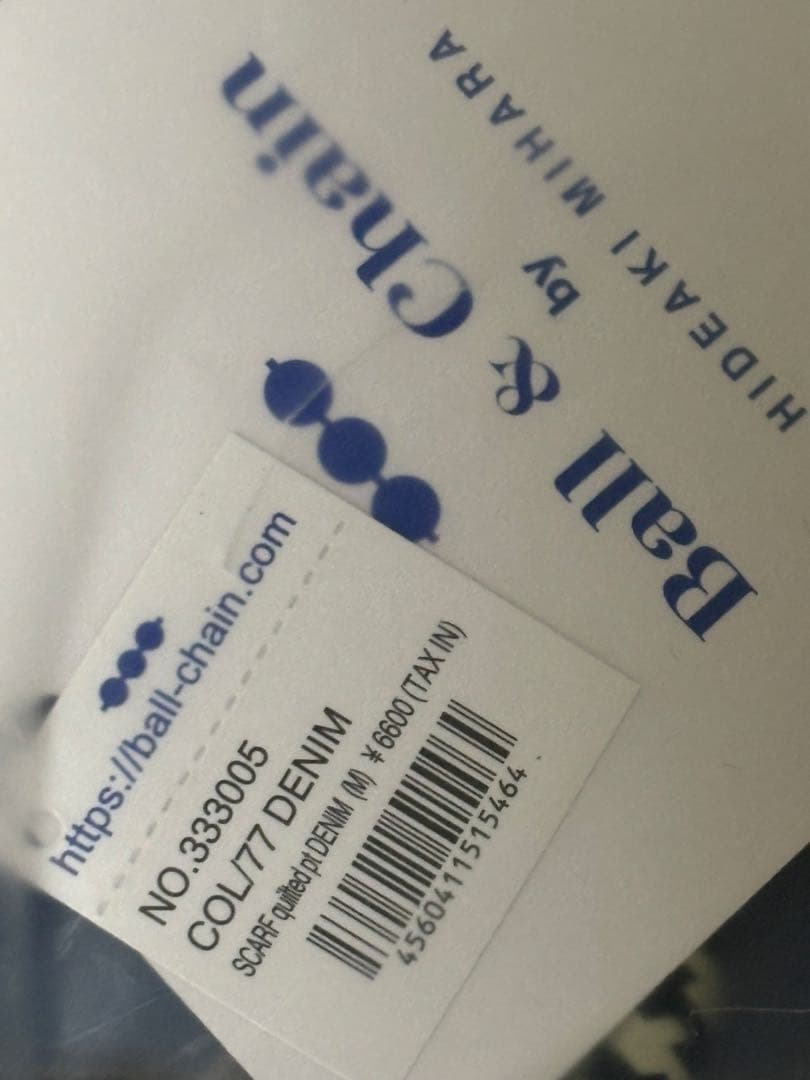 Ball & Chain
by
HIDEAKI MIHARA
https://ball-chain.com
NO.333005
COL/77 DENIM
SCARF quilted pt DENIM (M) ¥6600 (TAX IN)
4560411515464